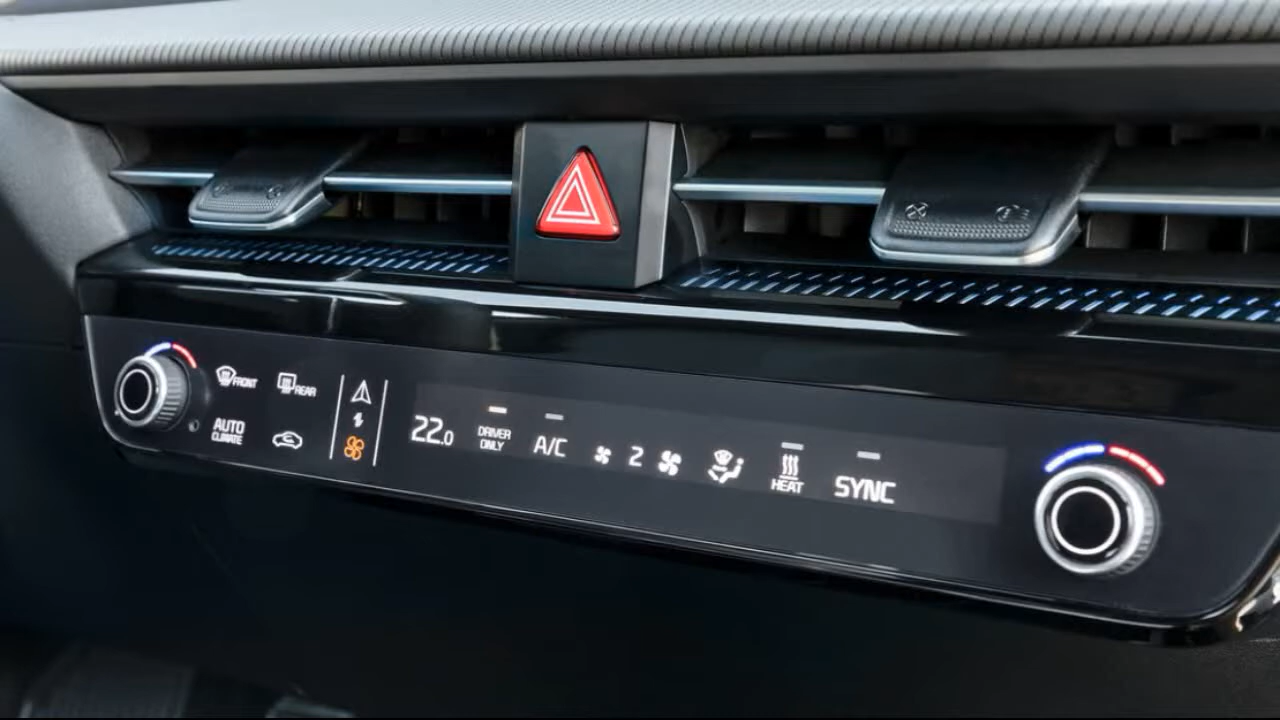 FRONT
REAR
AUTO
CLIMATE
22.0
DRIVER
ONLY
A/C
2
HEAT
SYNC